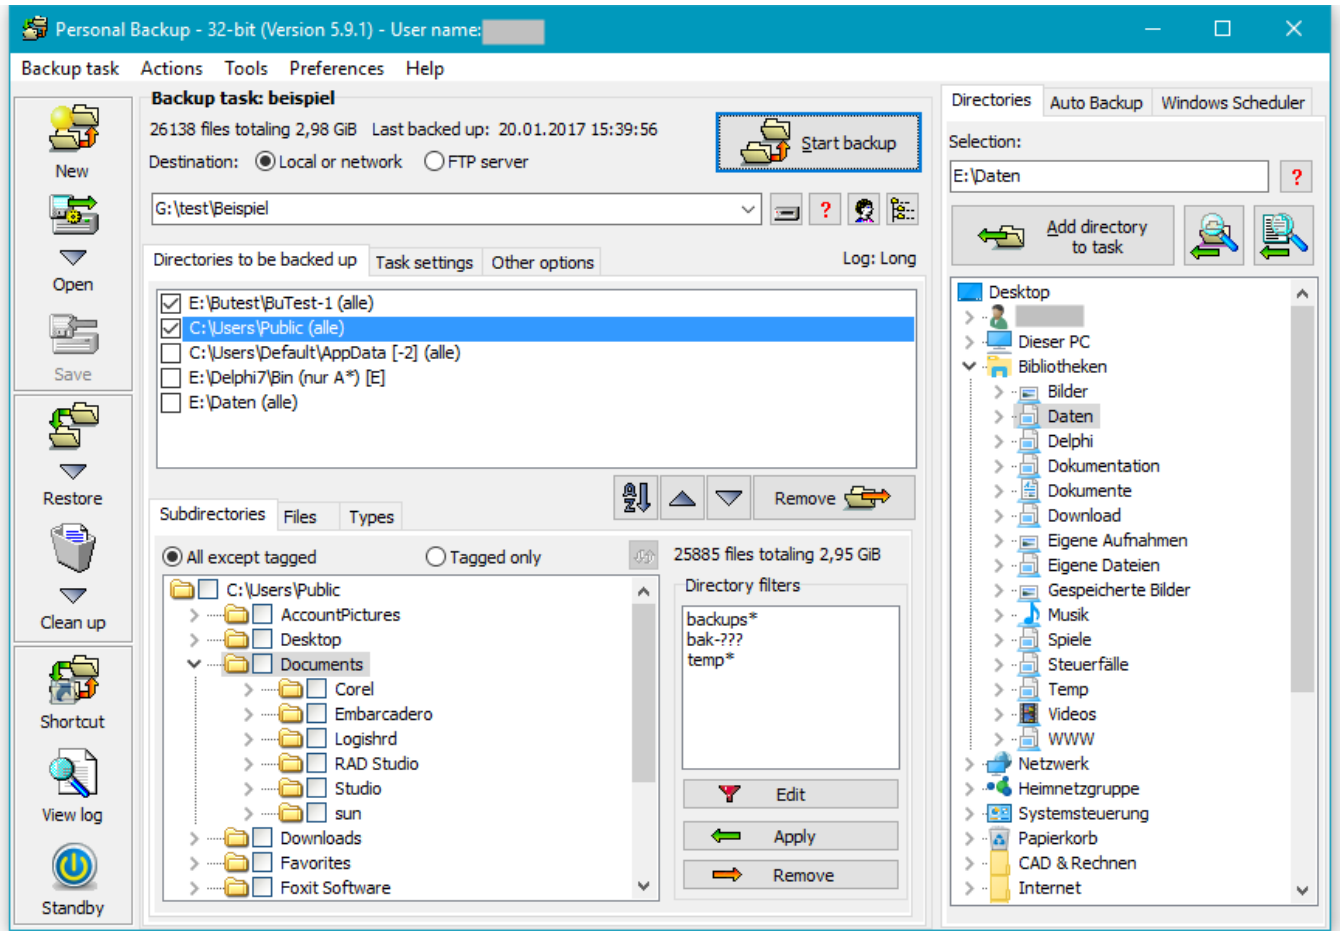 Personal Backup - 32-bit (Version 5.9.1) - User name:
Backup task Actions Tools Preferences Help
New
Open
Save
Restore
Clean up
Shortcut
View log
Standby
Backup task: beispiel
26138 files totaling 2,98 GiB Last backed up: 20.01.2017 15:39:56
Destination: Local or network FTP server
Start backup
G:\test\Beispiel
?
Directories to be backed up Task settings Other options
Log: Long
E:\Butest\BuTest-1 (alle)
C:\Users\Public (alle)
C:\Users\Default\AppData [-2] (alle)
E:\Delphi7\Bin (nur A*) [E]
E:\Daten (alle)
A
Z
Remove
Subdirectories Files Types
All except tagged Tagged only
25885 files totaling 2,95 GiB
C:\Users\Public
AccountPictures
Desktop
Documents
Corel
Embarcadero
Logishrd
RAD Studio
Studio
sun
Downloads
Favorites
Foxit Software
Directory filters
backups*
bak-???
temp*
Edit
Apply
Remove
Directories Auto Backup Windows Scheduler
Selection:
E:\Daten
?
Add directory
to task
Desktop
Dieser PC
Bibliotheken
Bilder
Daten
Delphi
Dokumentation
Dokumente
Download
Eigene Aufnahmen
Eigene Dateien
Gespeicherte Bilder
Musik
Spiele
Steuerfälle
Temp
Videos
WWW
Netzwerk
Heimnetzgruppe
Systemsteuerung
Papierkorb
CAD & Rechnen
Internet